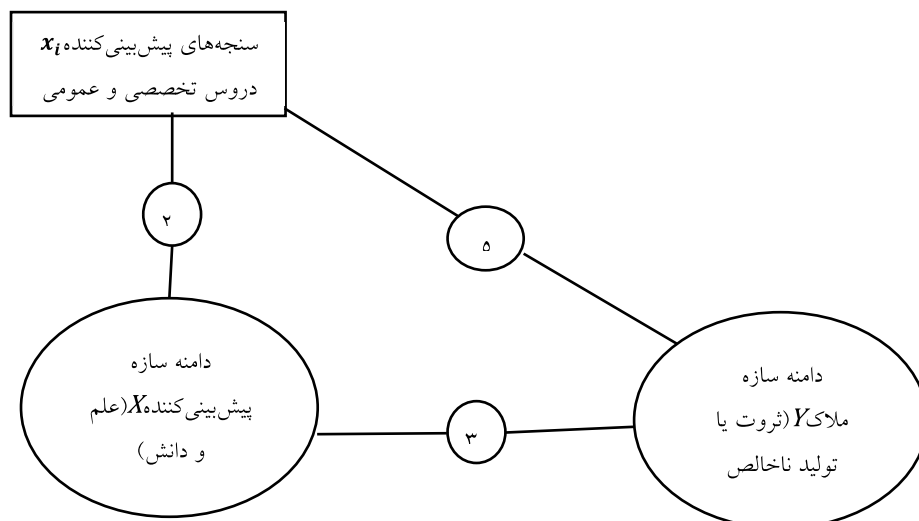 سنجه‌های پیش‌بینی‌کننده xᵢ
دروس تخصصی و عمومی
۲
۵
دامنه سازه
پیش‌بینی‌کننده X(علم
و دانش)
۳
دامنه سازه
ملاک Y(ثروت یا
تولید ناخالص